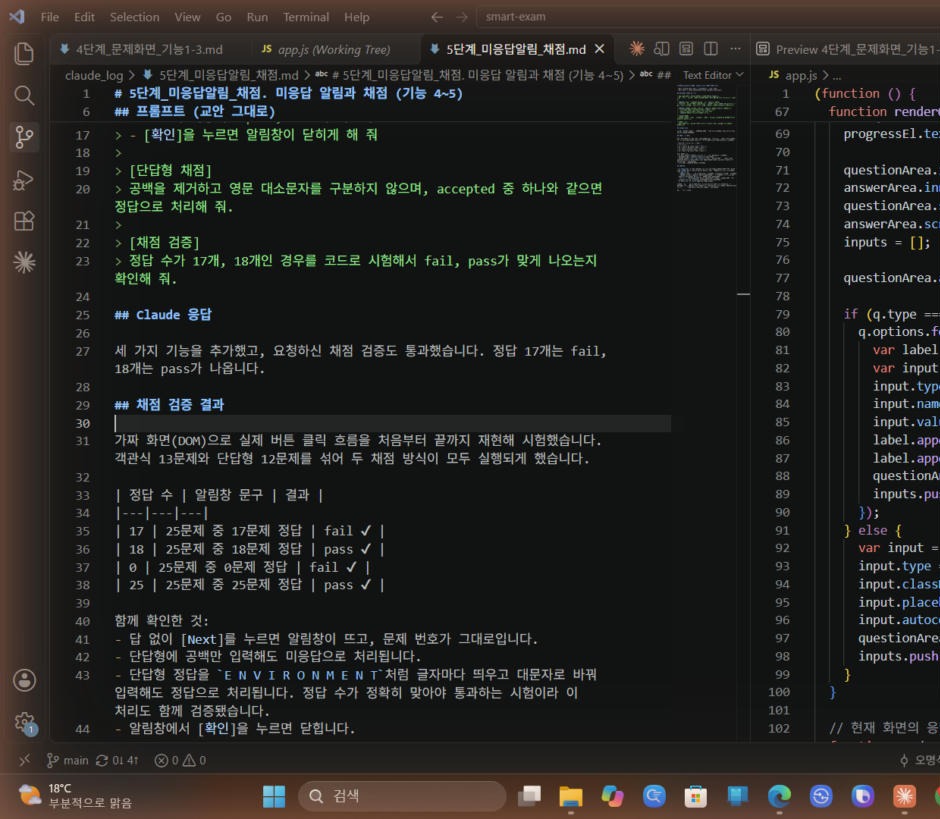 File Edit Selection View Go Run Terminal Help
smart-exam
4단계_문제화면_기능1-3.md
JS app.js (Working Tree)
5단계_미응답알림_채점.md
Preview 4단계_문제화면_기능1-
claude_log > 5단계_미응답알림_채점.md > abc # 5단계_미응답알림_채점. 미응답 알림과 채점 (기능 4~5) > abc ##
Text Editor
JS app.js > ...
1 # 5단계_미응답알림_채점. 미응답 알림과 채점 (기능 4~5)
6 ## 프롬프트 (교안 그대로)
17 > - [확인]을 누르면 알림창이 닫히게 해 줘
18 >
19 > [단답형 채점]
20 > 공백을 제거하고 영문 대소문자를 구분하지 않으며, accepted 중 하나와 같으면
정답으로 처리해 줘.
21 >
22 > [채점 검증]
23 > 정답 수가 17개, 18개인 경우를 코드로 시험해서 fail, pass가 맞게 나오는지
확인해 줘.
24
25 ## Claude 응답
26
27 세 가지 기능을 추가했고, 요청하신 채점 검증도 통과했습니다. 정답 17개는 fail,
18개는 pass가 나옵니다.
28
29 ## 채점 검증 결과
30
31 가짜 화면(DOM)으로 실제 버튼 클릭 흐름을 처음부터 끝까지 재현해 시험했습니다.
객관식 13문제와 단답형 12문제를 섞어 두 채점 방식이 모두 실행되게 했습니다.
32
33 | 정답 수 | 알림창 문구 | 결과 |
34 |---|---|---|
35 | 17 | 25문제 중 17문제 정답 | fail ✓ |
36 | 18 | 25문제 중 18문제 정답 | pass ✓ |
37 | 0 | 25문제 중 0문제 정답 | fail ✓ |
38 | 25 | 25문제 중 25문제 정답 | pass ✓ |
39
40 함께 확인한 것:
41 - 답 없이 [Next]를 누르면 알림창이 뜨고, 문제 번호가 그대로입니다.
42 - 단답형에 공백만 입력해도 미응답으로 처리됩니다.
43 - 단답형 정답을 `E N V I R O N M E N T`처럼 글자마다 띄우고 대문자로 바꿔
입력해도 정답으로 처리됩니다. 정답 수가 정확히 맞아야 통과하는 시험이라 이
처리도 함께 검증됐습니다.
44 - 알림창에서 [확인]을 누르면 닫힙니다.
1 (function () {
67 function render
69 progressEl.te
70
71 questionArea.
72 answerArea.in
73 questionArea.
74 answerArea.sc
75 inputs = [];
76
77 questionArea.a
78
79 if (q.type ===
80 q.options.f
81 var label
82 var input
83 input.typ
84 input.nam
85 input.val
86 label.app
87 label.app
88 questionA
89 inputs.pu
90 });
91 } else {
92 var input =
93 input.type =
94 input.class
95 input.placeh
96 input.autoc
97 questionArea
98 inputs.push
99 }
100 }
101
102 // 현재 화면의 응
main 0↓ 4↑ 0 0
오명
1
18°C
부분적으로 맑음
검색